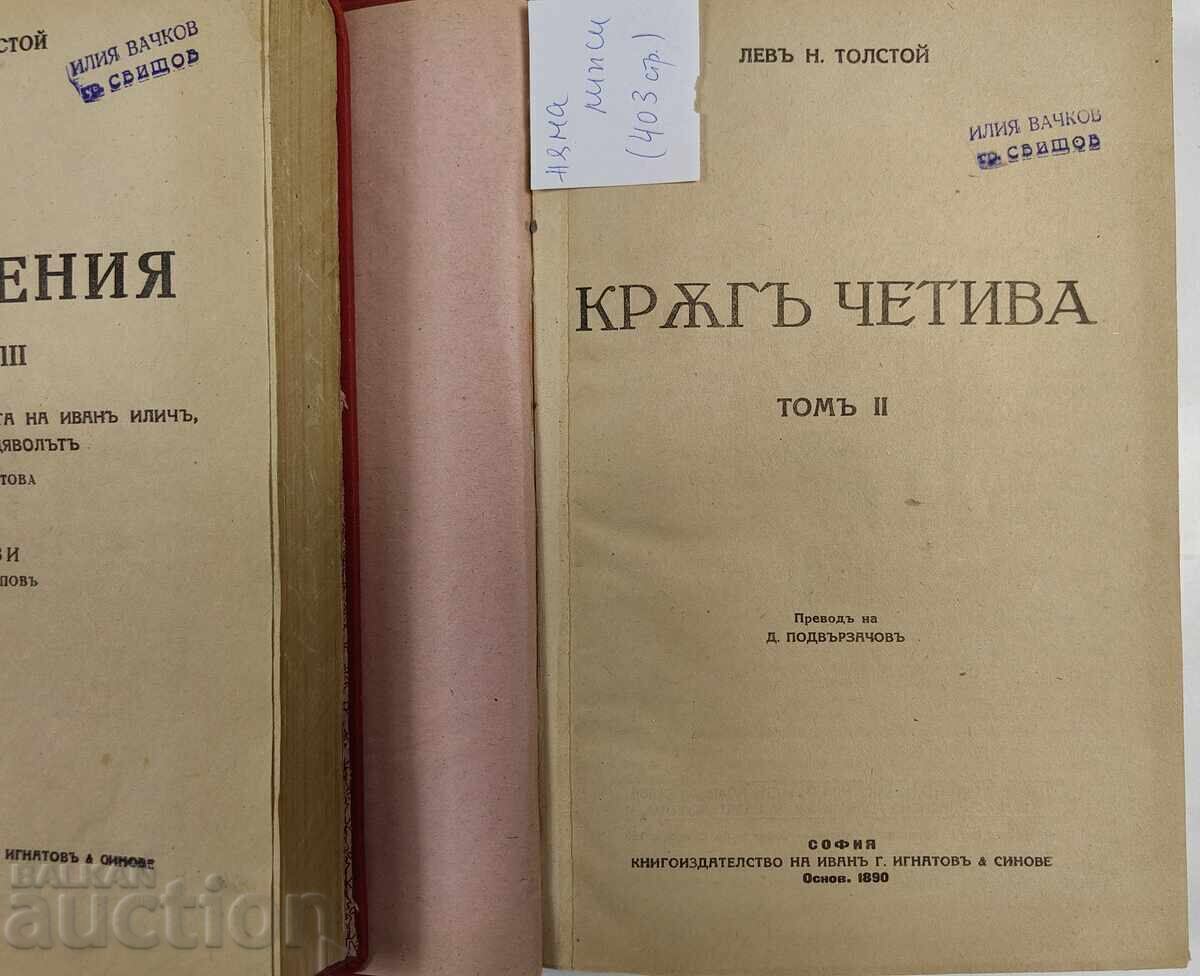 СТОЙ
ИЛИЯ ВАЧКОВ
гр. СВИЩОВ
ЕНИЯ
III
ТА НА ИВАНЪ ИЛИЧЪ,
ДЯВОЛЪТЪ
ТОВА
ВИ
ПОВЪ
ИГНАТОВЪ & СИНОВЕ
няма
липси
(403 стр.)
ЛЕВЪ Н. ТОЛСТОЙ
ИЛИЯ ВАЧКОВ
гр. СВИЩОВ
КРѪГЪ ЧЕТИВА
ТОМЪ II
Преводъ на
Д. ПОДВЪРЗАЧОВЪ
СОФИЯ
КНИГОИЗДАТЕЛСТВО НА ИВАНЪ Г. ИГНАТОВЪ & СИНОВЕ
Основ. 1890
BALKAN
auction